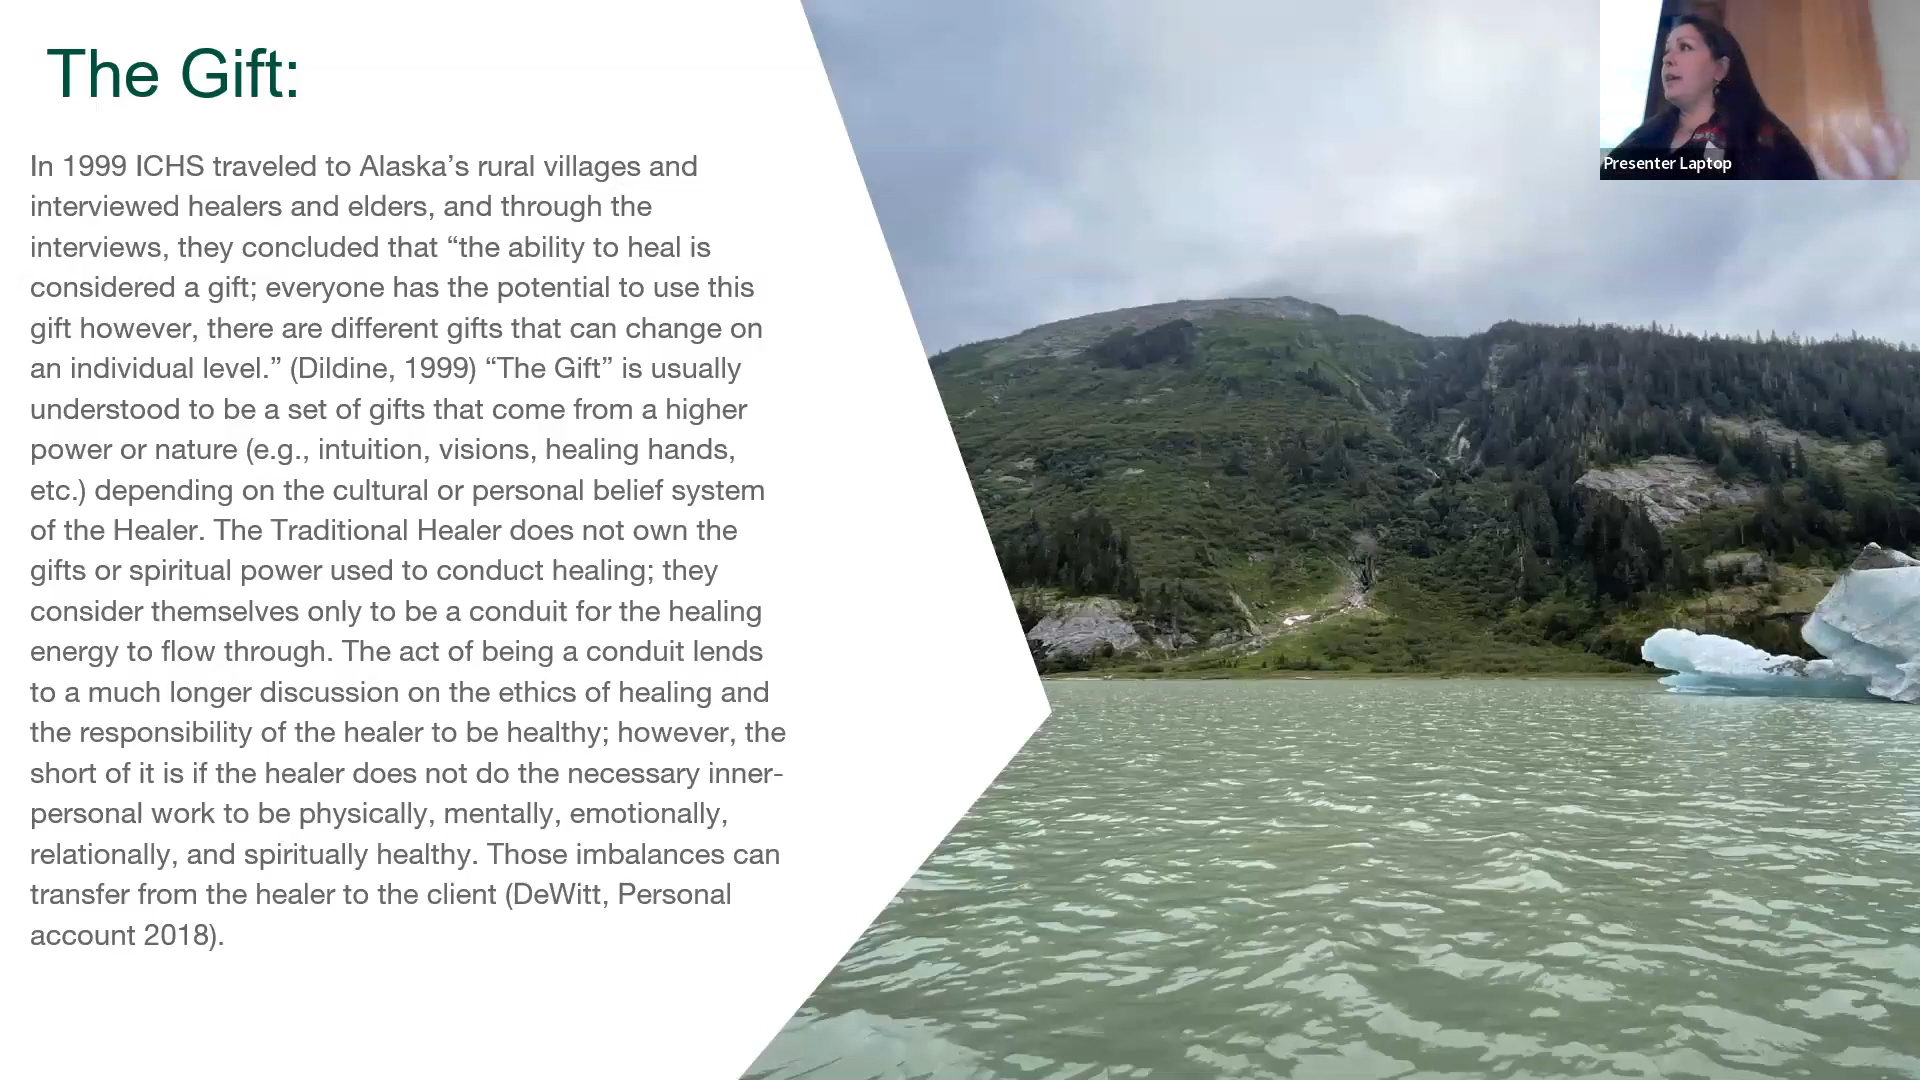 The Gift:
In 1999 ICHS traveled to Alaska’s rural villages and
interviewed healers and elders, and through the
interviews, they concluded that “the ability to heal is
considered a gift; everyone has the potential to use this
gift however, there are different gifts that can change on
an individual level.” (Dildine, 1999) “The Gift” is usually
understood to be a set of gifts that come from a higher
power or nature (e.g., intuition, visions, healing hands,
etc.) depending on the cultural or personal belief system
of the Healer. The Traditional Healer does not own the
gifts or spiritual power used to conduct healing; they
consider themselves only to be a conduit for the healing
energy to flow through. The act of being a conduit lends
to a much longer discussion on the ethics of healing and
the responsibility of the healer to be healthy; however, the
short of it is if the healer does not do the necessary inner-
personal work to be physically, mentally, emotionally,
relationally, and spiritually healthy. Those imbalances can
transfer from the healer to the client (DeWitt, Personal
account 2018).
Presenter Laptop